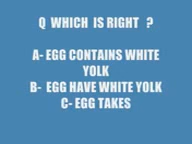 Q WHICH IS RIGHT ?
A- EGG CONTAINS WHITE
YOLK
B- EGG HAVE WHITE YOLK
C- EGG TAKES